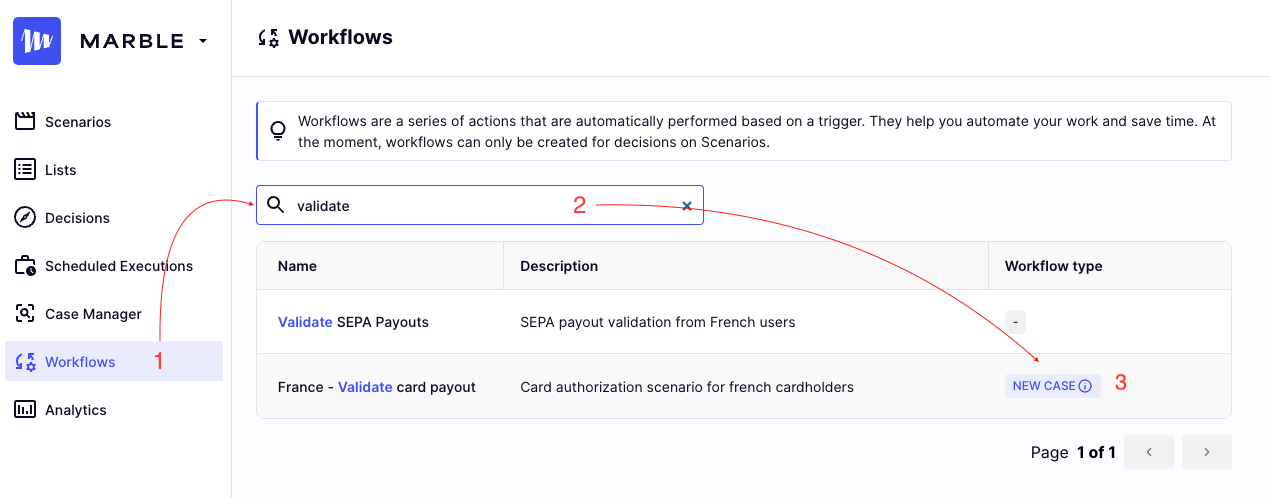 MARBLE
Workflows
Scenarios
Lists
Decisions
Scheduled Executions
Case Manager
Workflows
1
Analytics
Workflows are a series of actions that are automatically performed based on a trigger. They help you automate your work and save time. At
the moment, workflows can only be created for decisions on Scenarios.
validate
2
Name Description Workflow type
Validate SEPA Payouts SEPA payout validation from French users -
France - Validate card payout Card authorization scenario for french cardholders NEW CASE 3
Page 1 of 1